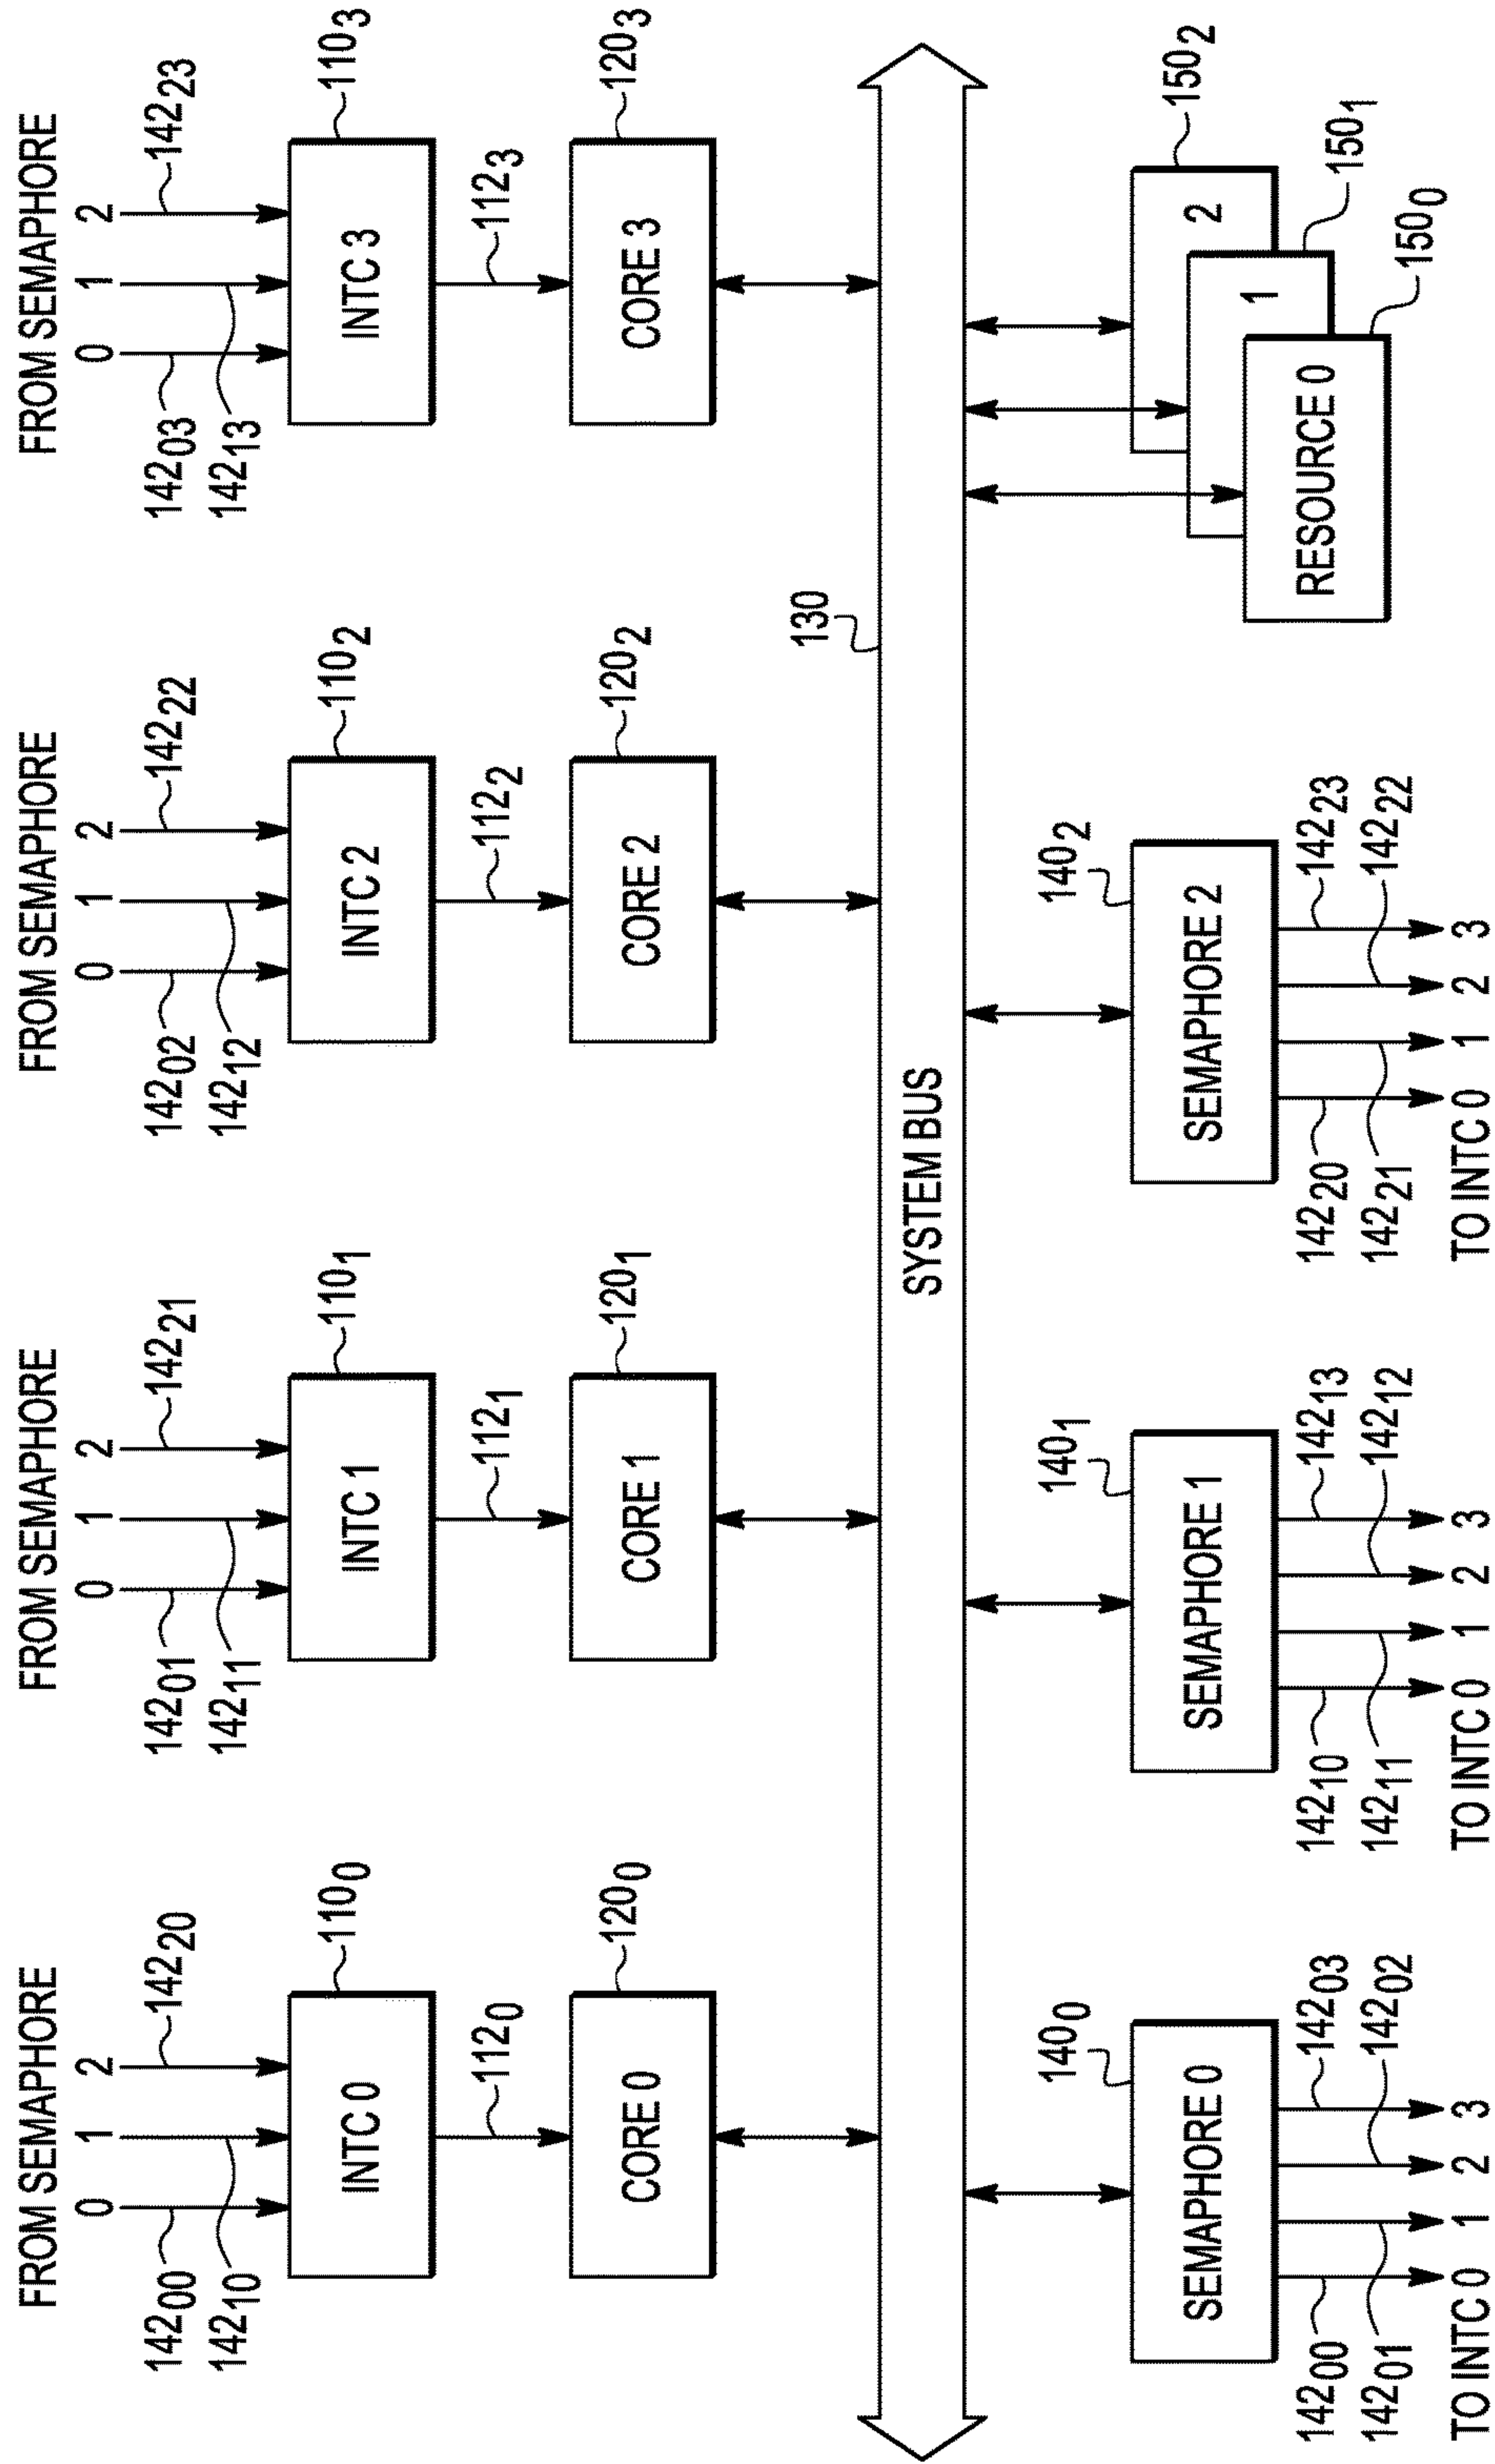 FROM SEMAPHORE FROM SEMAPHORE FROM SEMAPHORE FROM SEMAPHORE
0 1 2 0 1 2 0 1 2 0 1 2
142₀₀ 142₂₀ 142₀₁ 142₂₁ 142₀₂ 142₂₂ 142₀₃ 142₂₃
142₁₀ 142₁₁ 142₁₂ 142₁₃
110₀ 110₁ 110₂ 110₃
INTC 0 INTC 1 INTC 2 INTC 3
112₀ 112₁ 112₂ 112₃
120₀ 120₁ 120₂ 120₃
CORE 0 CORE 1 CORE 2 CORE 3
130
SYSTEM BUS
140₀ 140₁ 140₂ 150₂
SEMAPHORE 0 SEMAPHORE 1 SEMAPHORE 2 2
1 150₁
RESOURCE 0 150₀
142₀₀ 142₀₃ 142₁₀ 142₁₃ 142₂₀ 142₂₃
142₀₁ 142₀₂ 142₁₁ 142₁₂ 142₂₁ 142₂₂
TO INTC 0 1 2 3 TO INTC 0 1 2 3 TO INTC 0 1 2 3